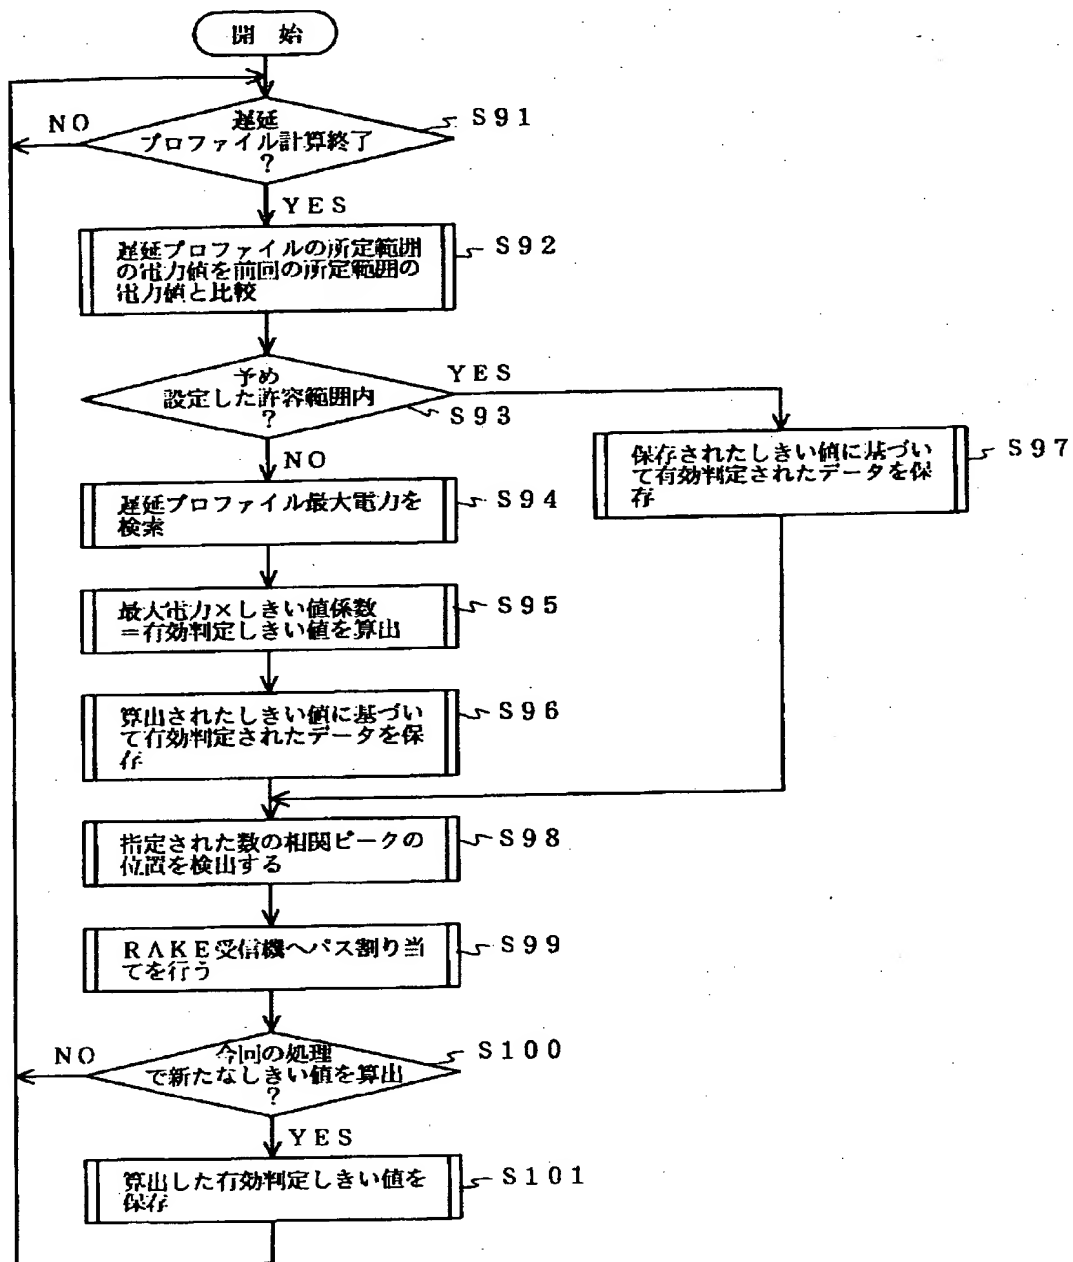 開 始
遅延
プロファイル計算終了
?
S91
NO
YES
遅延プロファイルの所定範囲
の電力値を前回の所定範囲の
電力値と比較
S92
予め
設定した許容範囲内
?
YES
S93
NO
保存されたしきい値に基づい
て有効判定されたデータを保
存
S97
遅延プロファイル最大電力を
検索
S94
最大電力×しきい値係数
=有効判定しきい値を算出
S95
算出されたしきい値に基づい
て有効判定されたデータを保
存
S96
指定された数の相関ピークの
位置を検出する
S98
RAKE受信機へパス割り当
てを行う
S99
今回の処理
で新たなしきい値を算出
?
S100
NO
YES
算出した有効判定しきい値を
保存
S101